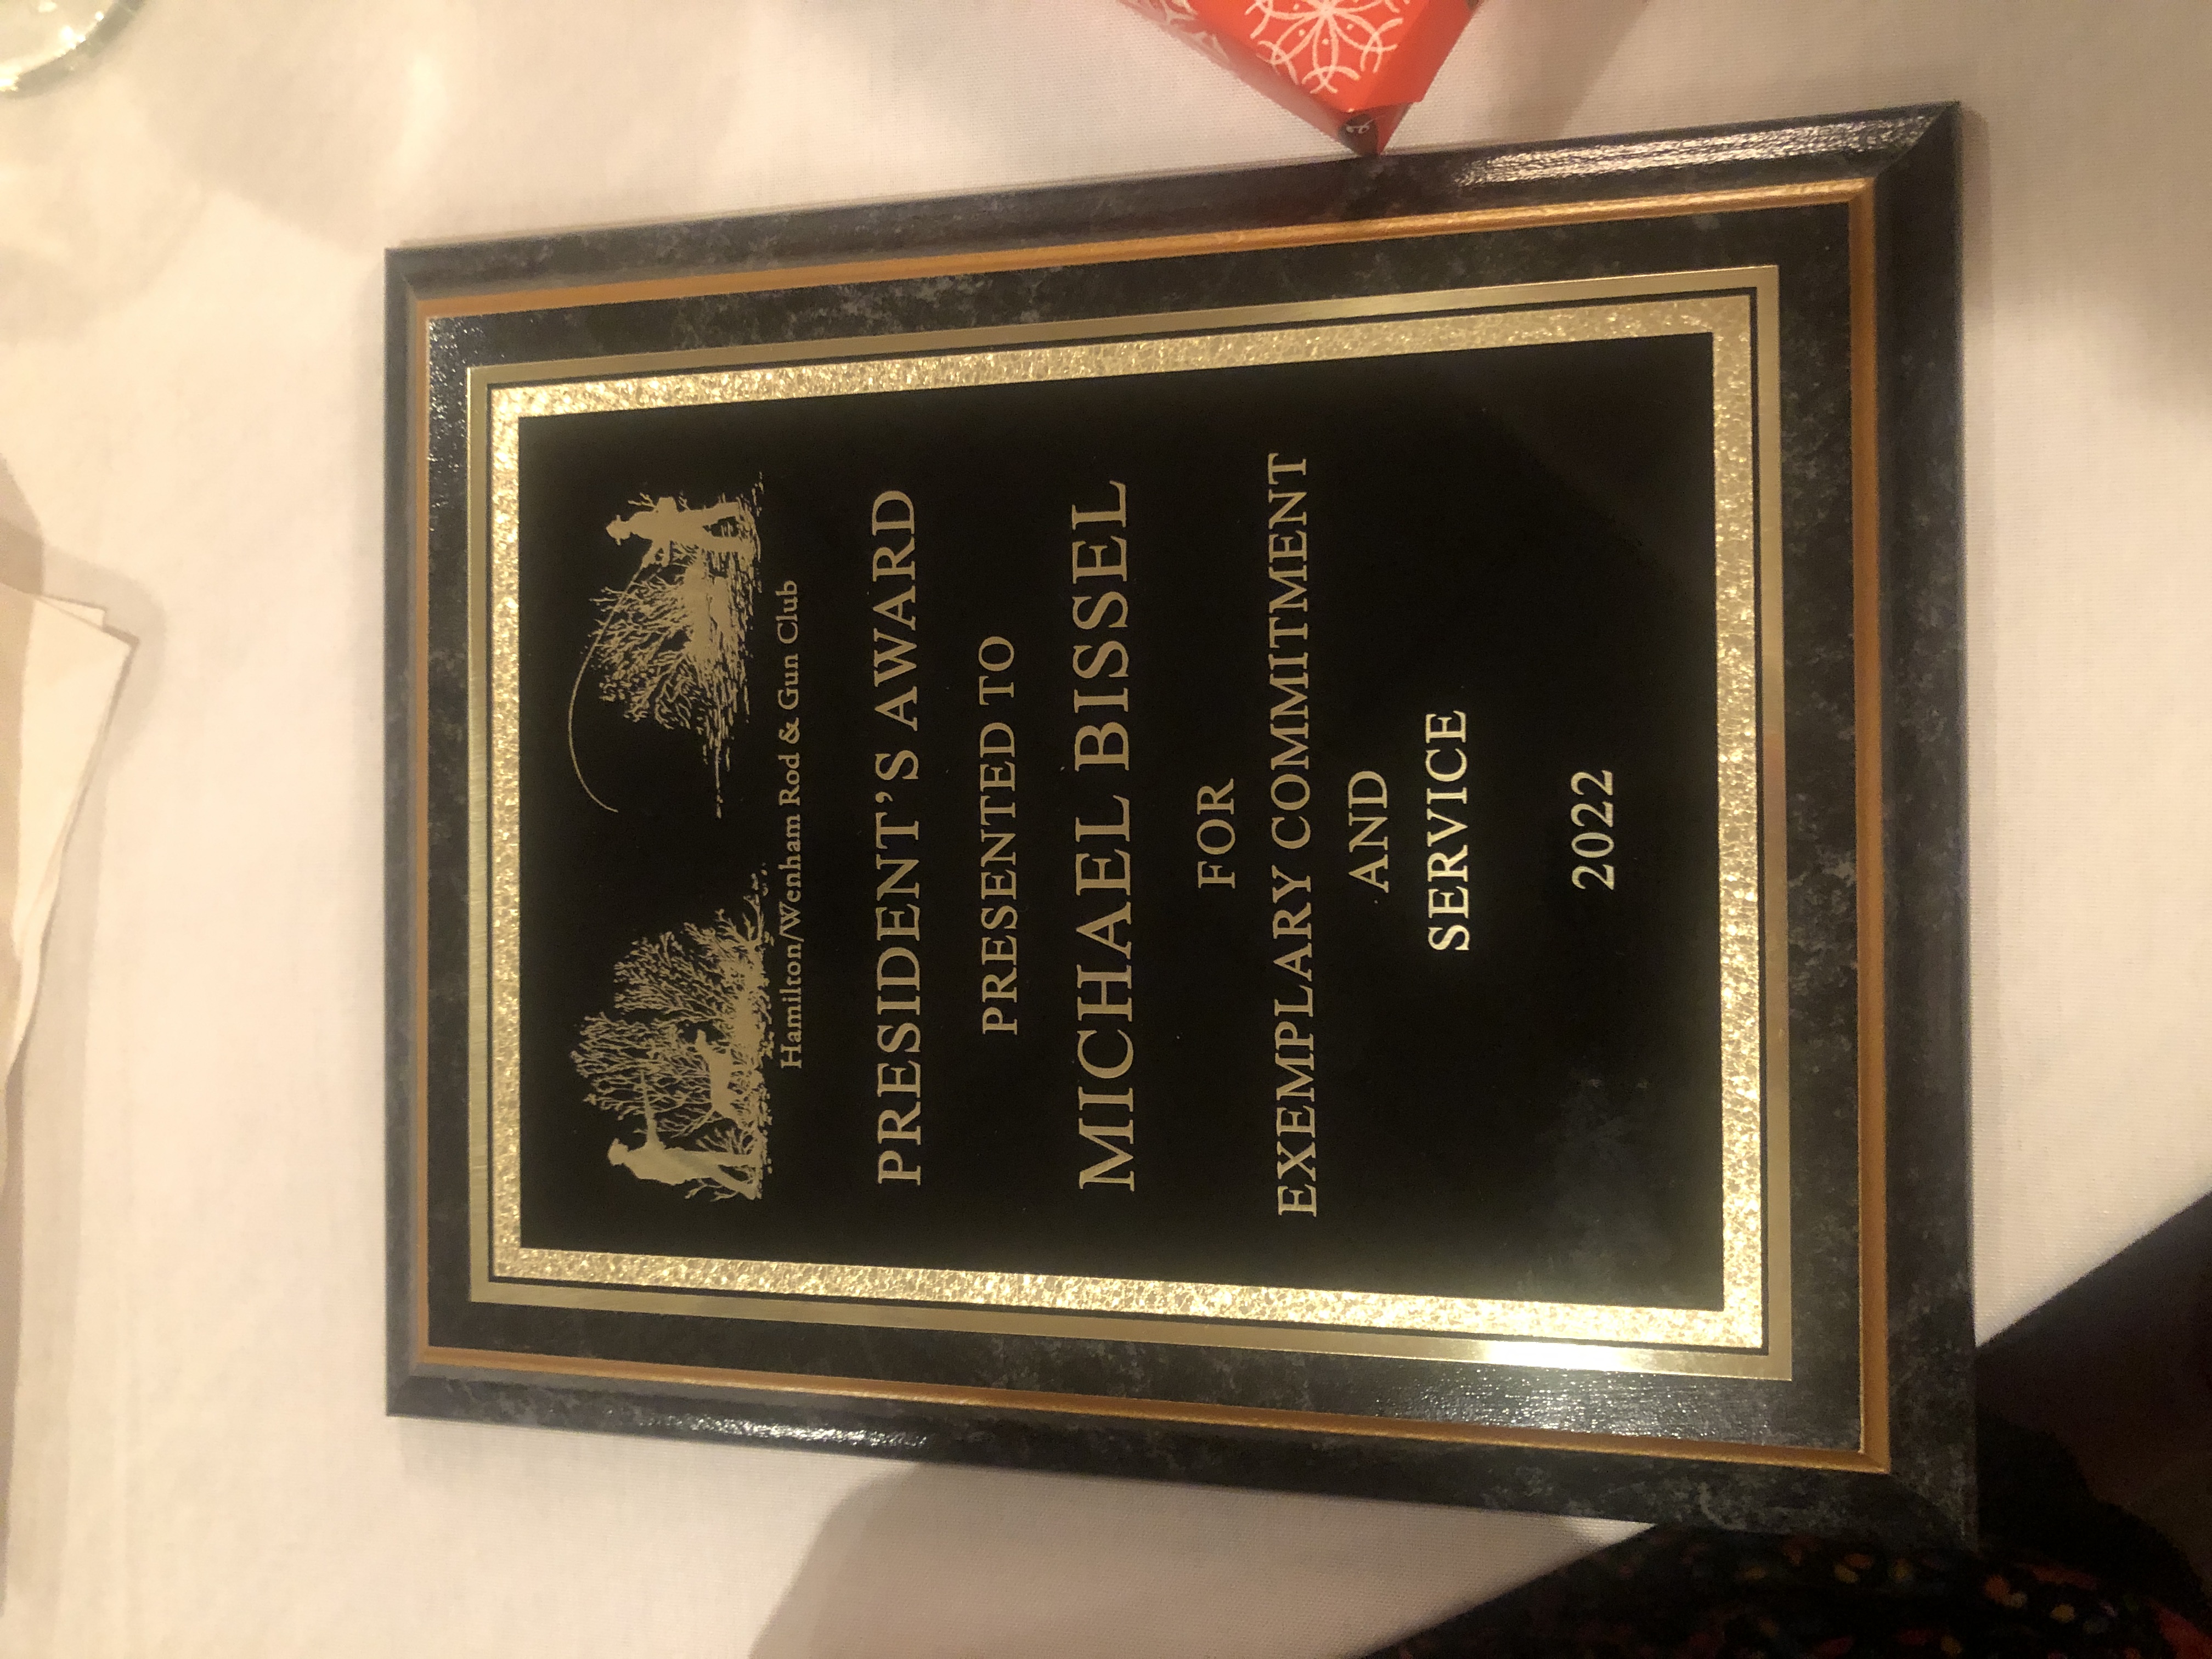 Hamilton/Wenham Rod & Gun Club
PRESIDENT'S AWARD
PRESENTED TO
MICHAEL BISSEL
FOR
EXEMPLARY COMMITMENT
AND
SERVICE
2022